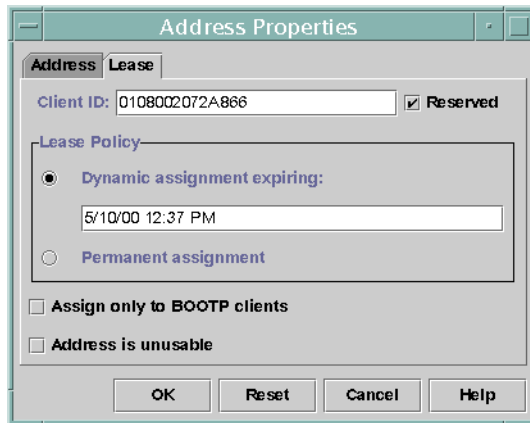 Address Properties
Address Lease
Client ID: 0108002072A866 Reserved
Lease Policy
Dynamic assignment expiring:
5/10/00 12:37 PM
Permanent assignment
Assign only to BOOTP clients
Address is unusable
OK Reset Cancel Help